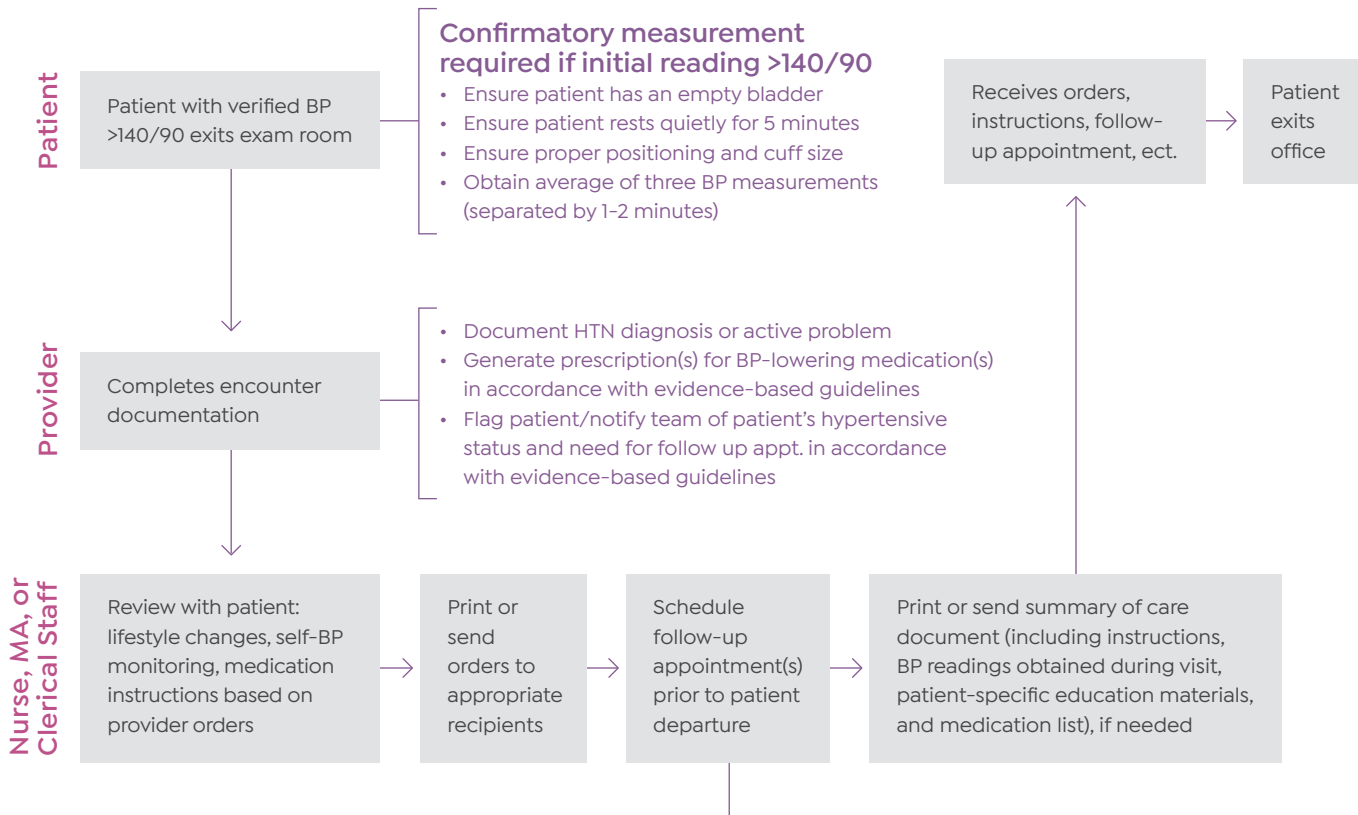 Patient
Patient with verified BP
>140/90 exits exam room
Confirmatory measurement
required if initial reading >140/90
• Ensure patient has an empty bladder
• Ensure patient rests quietly for 5 minutes
• Ensure proper positioning and cuff size
• Obtain average of three BP measurements
(separated by 1-2 minutes)
Receives orders,
instructions, follow-
up appointment, ect.
Patient
exits
office
Provider
Completes encounter
documentation
• Document HTN diagnosis or active problem
• Generate prescription(s) for BP-lowering medication(s)
in accordance with evidence-based guidelines
• Flag patient/notify team of patient’s hypertensive
status and need for follow up appt. in accordance
with evidence-based guidelines
Nurse, MA, or
Clerical Staff
Review with patient:
lifestyle changes, self-BP
monitoring, medication
instructions based on
provider orders
Print or
send
orders to
appropriate
recipients
Schedule
follow-up
appointment(s)
prior to patient
departure
Print or send summary of care
document (including instructions,
BP readings obtained during visit,
patient-specific education materials,
and medication list), if needed